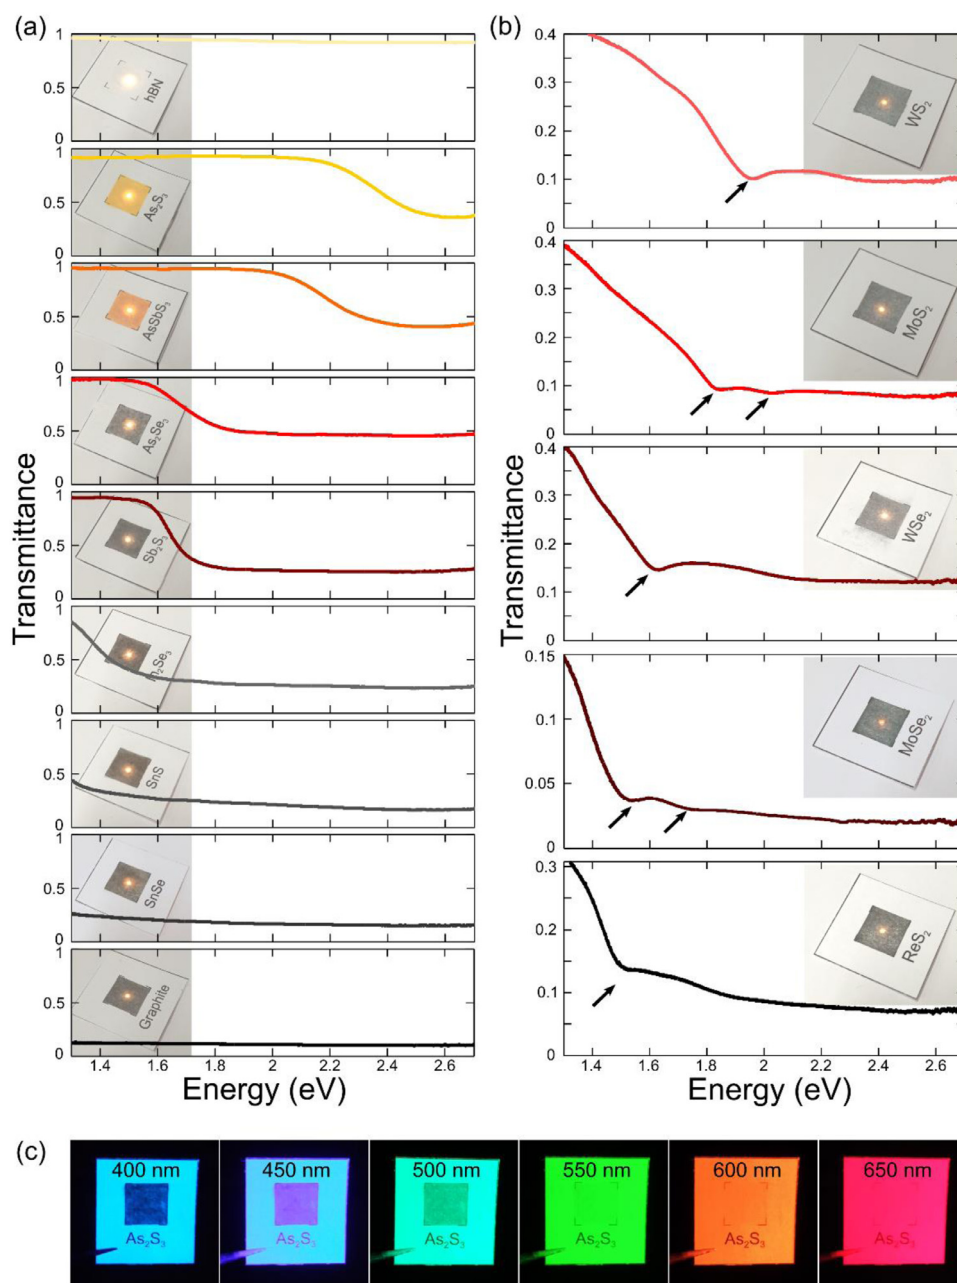 (a)
(b)
1
0.5
0
hBN
1
0.5
0
As₂S₃
1
0.5
0
AsSbS₃
1
0.5
0
As₂Se₃
1
0.5
0
Sb₂S₃
1
0.5
0
In₂Se₃
1
0.5
0
SnS
1
0.5
0
SnSe
1
0.5
0
Graphite
Transmittance
1.4 1.6 1.8 2 2.2 2.4 2.6
Energy (eV)
0.4
0.3
0.2
0.1
0
WS₂
0.4
0.3
0.2
0.1
0
MoS₂
0.4
0.3
0.2
0.1
0
WSe₂
0.15
0.1
0.05
0
MoSe₂
0.3
0.2
0.1
0
ReS₂
Transmittance
1.4 1.6 1.8 2 2.2 2.4 2.6
Energy (eV)
(c)
400 nm 450 nm 500 nm 550 nm 600 nm 650 nm
As₂S₃ As₂S₃ As₂S₃ As₂S₃ As₂S₃ As₂S₃